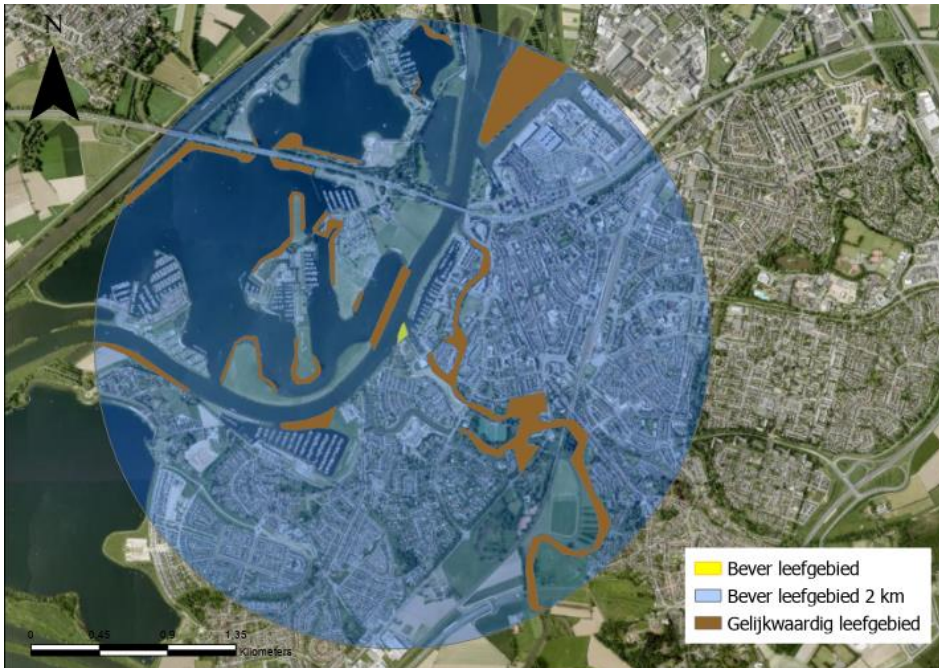 N
Bever leefgebied
Bever leefgebied 2 km
Gelijkwaardig leefgebied
0 0,45 0,9 1,35
Kilometers